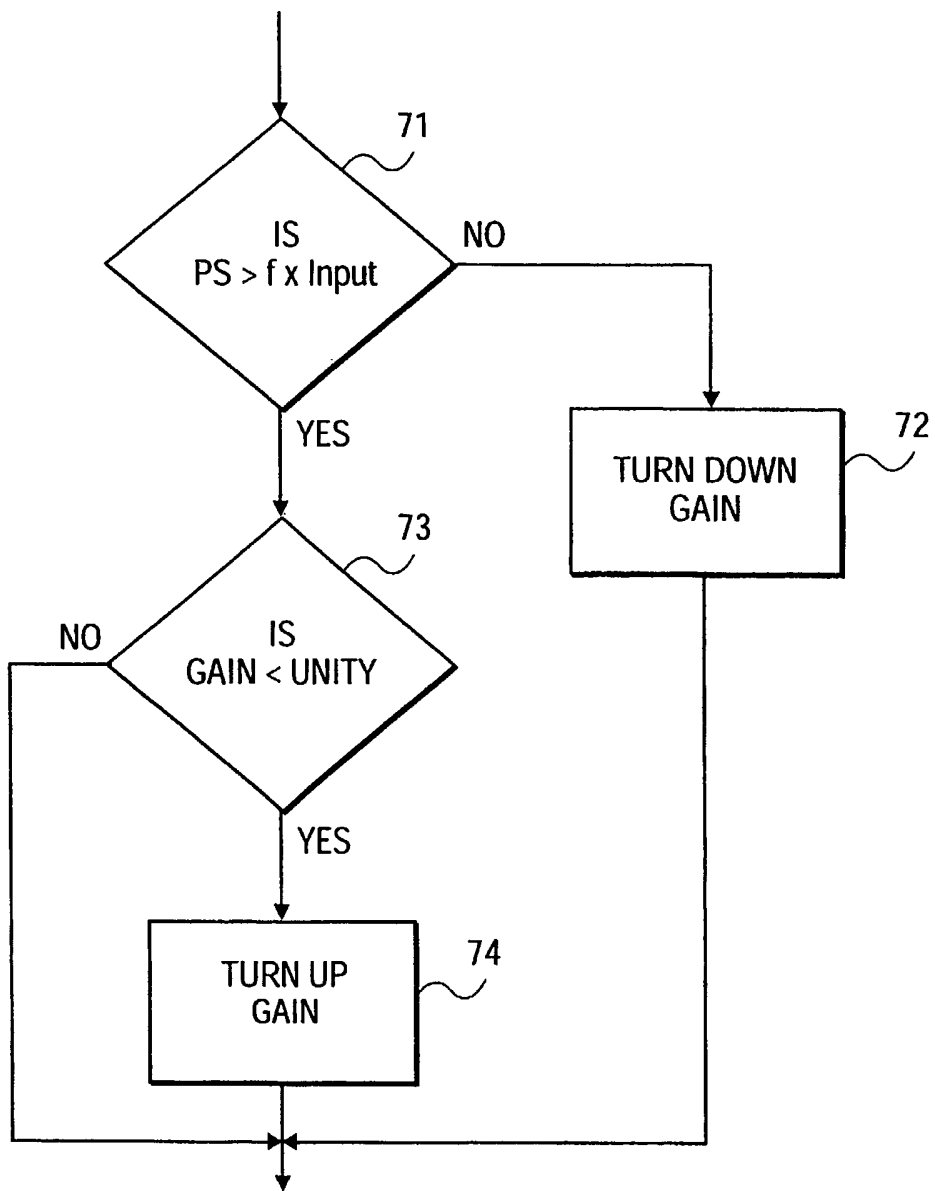 71
IS
PS > f x Input
NO
YES
72
TURN DOWN
GAIN
73
NO
IS
GAIN < UNITY
YES
74
TURN UP
GAIN